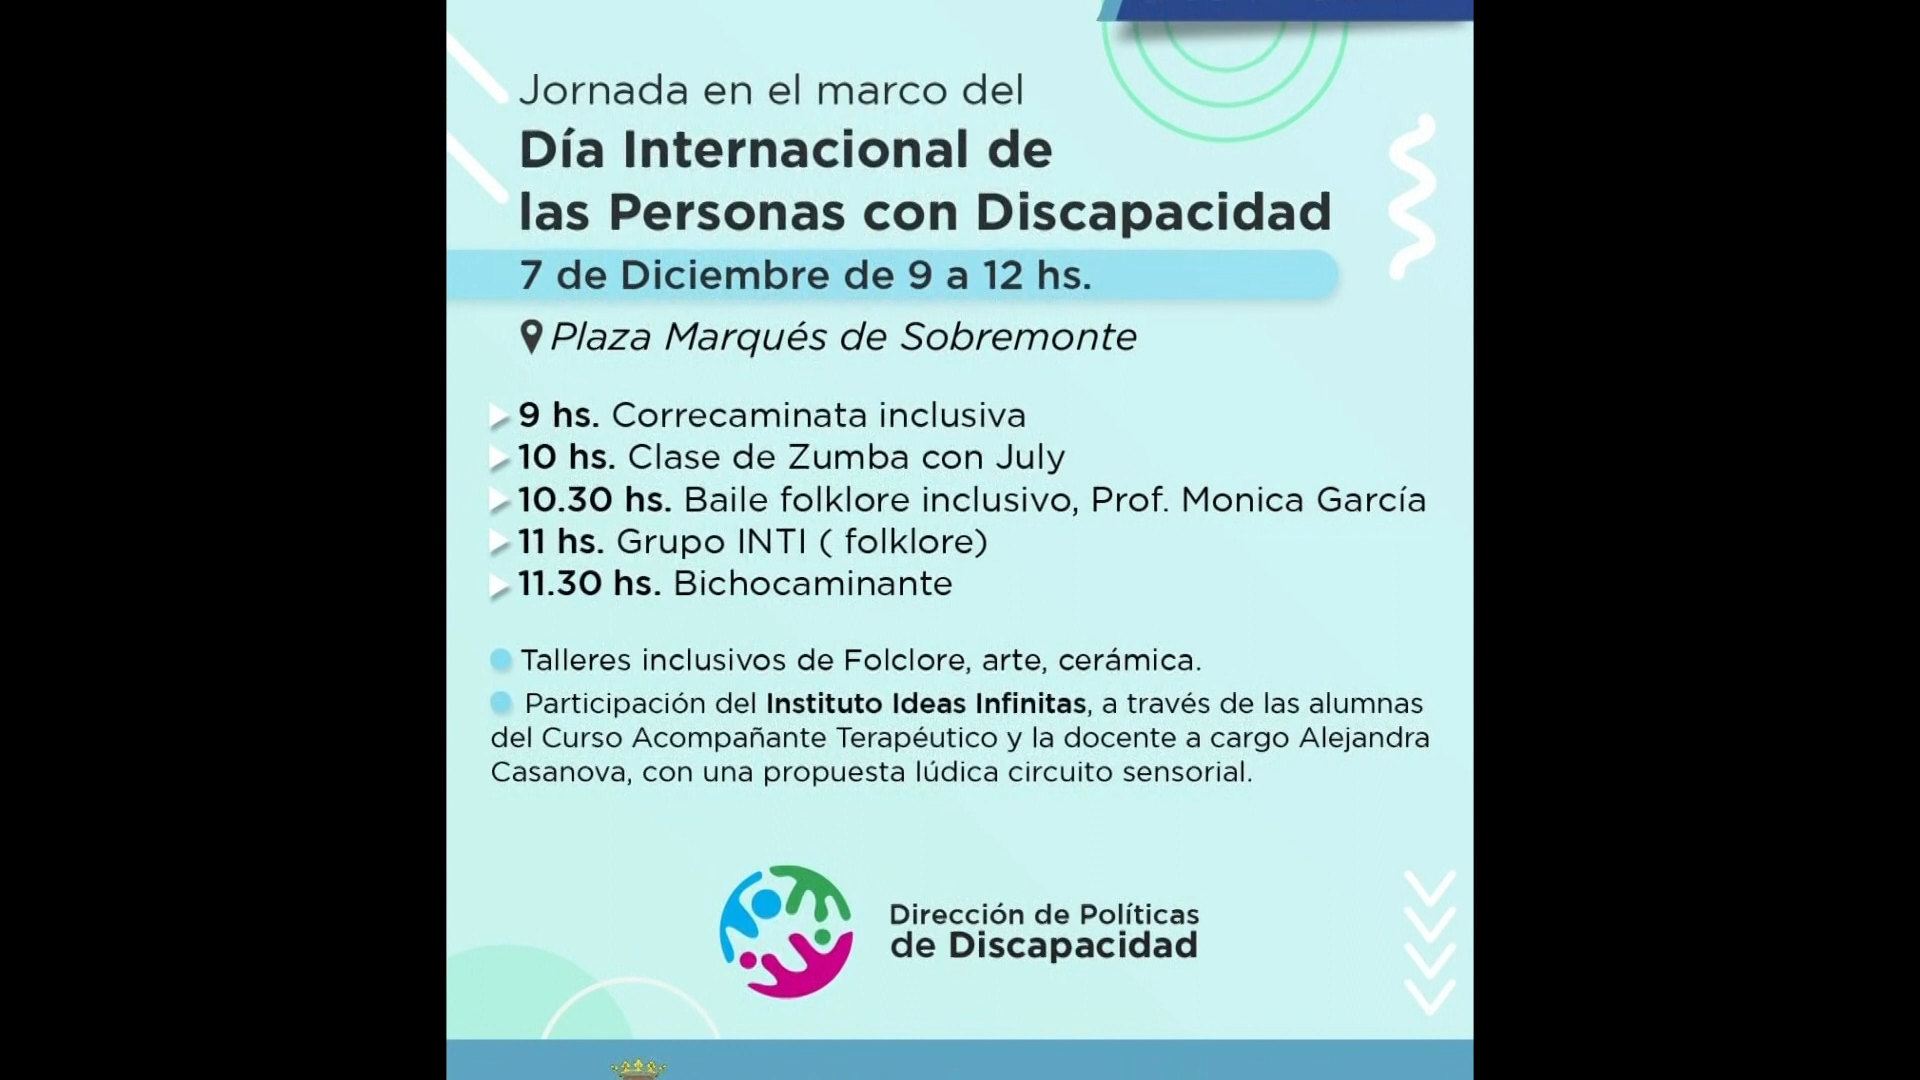 Jornada en el marco del
Día Internacional de
las Personas con Discapacidad
7 de Diciembre de 9 a 12 hs.
Plaza Marqués de Sobremonte
9 hs. Correcaminata inclusiva
10 hs. Clase de Zumba con July
10.30 hs. Baile folklore inclusivo, Prof. Monica García
11 hs. Grupo INTI ( folklore)
11.30 hs. Bichocaminante
Talleres inclusivos de Folclore, arte, cerámica.
Participación del Instituto Ideas Infinitas, a través de las alumnas
del Curso Acompañante Terapéutico y la docente a cargo Alejandra
Casanova, con una propuesta lúdica circuito sensorial.
Dirección de Políticas
de Discapacidad